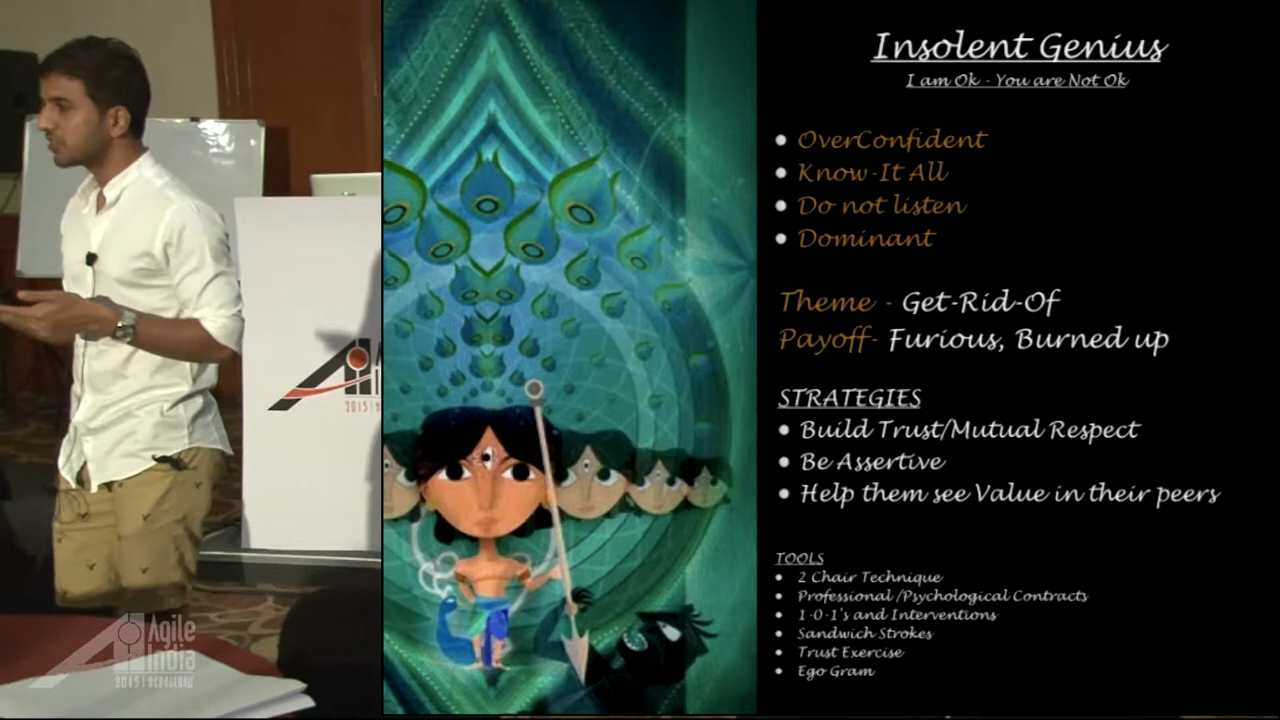 Insolent Genius
I am Ok - You are Not Ok
OverConfident
Know-It All
Do not listen
Dominant
Theme - Get-Rid-Of
Payoff- Furious, Burned up
STRATEGIES
Build Trust/Mutual Respect
Be Assertive
Help them see Value in their peers
TOOLS
2 Chair Technique
Professional /Psychological Contracts
1-0-1's and Interventions
Sandwich Strokes
Trust Exercise
Ego Gram
2015
Agile
India
2015